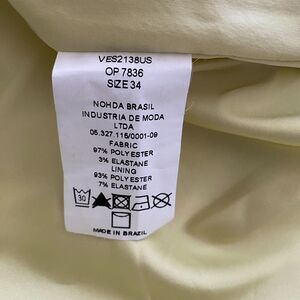 VES2138US
OP 7836
SIZE 34
NOHDA BRASIL
INDUSTRIA DE MODA
LTDA
06.327.115/0001-09
FABRIC
97% POLYESTER
3% ELASTANE
LINING
93% POLYESTER
7% ELASTANE
30
MADE IN BRAZIL